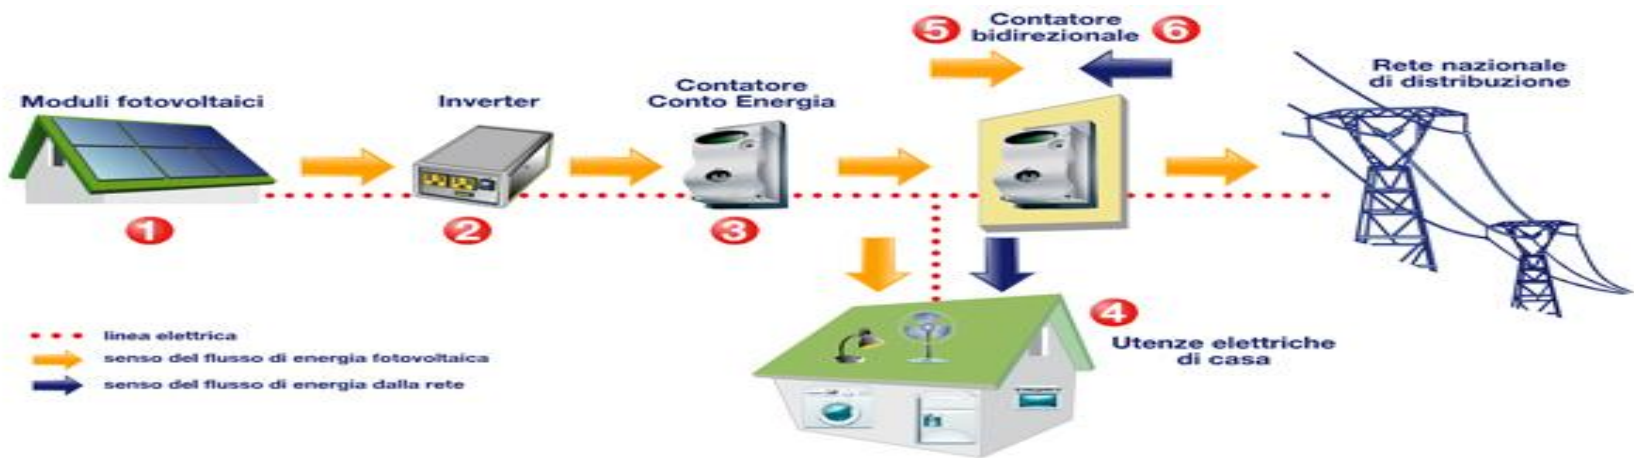 5 Contatore
bidirezionale 6
Moduli fotovoltaici
Inverter
Contatore
Conto Energia
Rete nazionale
di distribuzione
1
2
3
4
Utenze elettriche
di casa
linea elettrica
senso del flusso di energia fotovoltaica
senso del flusso di energia dalla rete